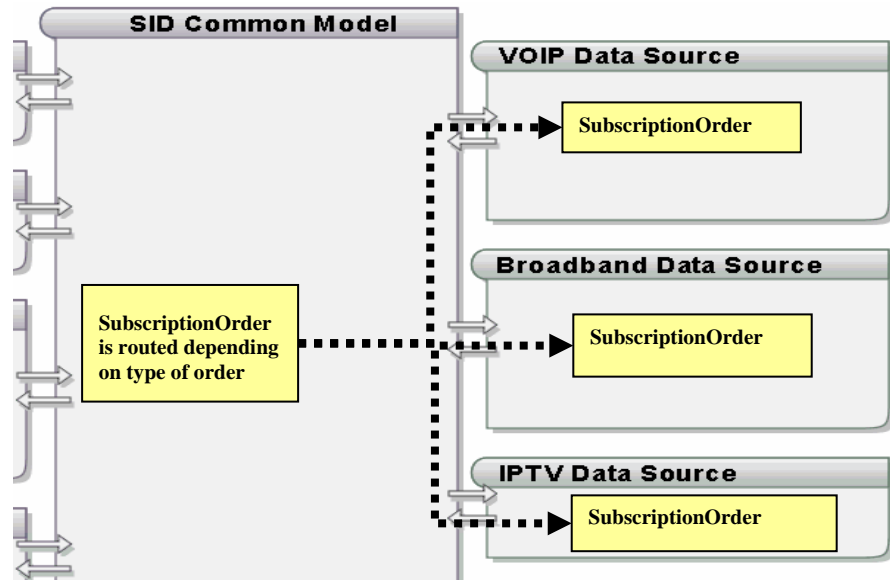 SID Common Model
VOIP Data Source
SubscriptionOrder
Broadband Data Source
SubscriptionOrder
is routed depending
on type of order
SubscriptionOrder
IPTV Data Source
SubscriptionOrder